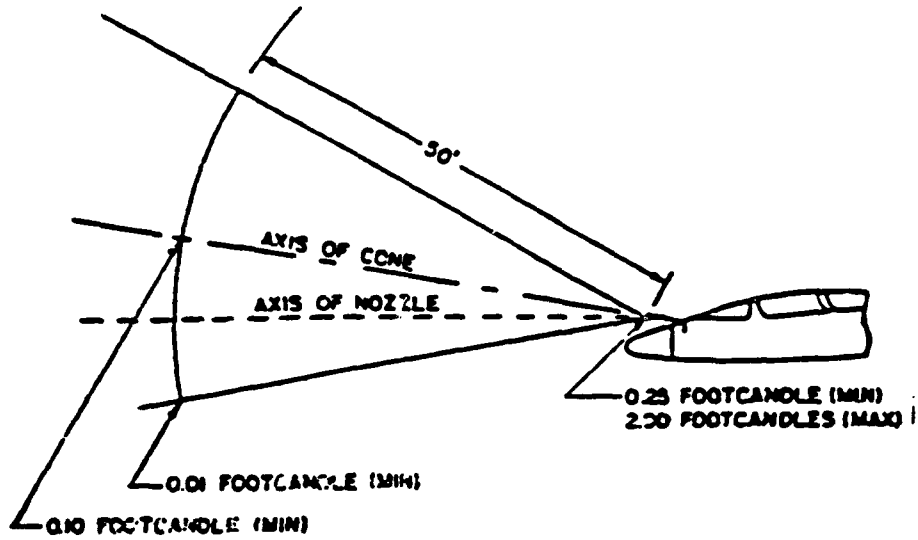 50'
AXIS OF CONE
AXIS OF NOZZLE
0.25 FOOTCANDLE (MIN)
2.00 FOOTCANDLES (MAX)
0.01 FOOTCANDLE (MIN)
0.10 FOOTCANDLE (MIN)